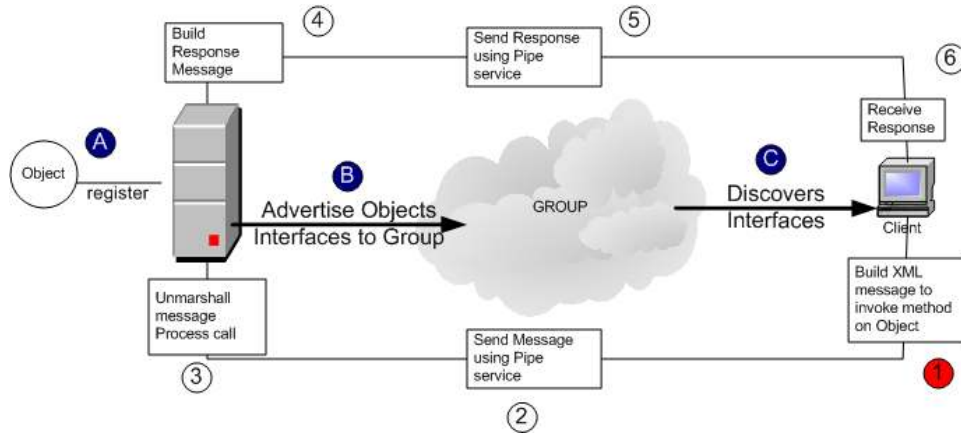 4
5
6
Build
Response
Message
Send Response
using Pipe
service
Receive
Response
A
Object
register
B
Advertise Objects
Interfaces to Group
GROUP
C
Discovers
Interfaces
Client
Unmarshall
message
Process call
3
Send Message
using Pipe
service
2
Build XML
message to
invoke method
on Object
1